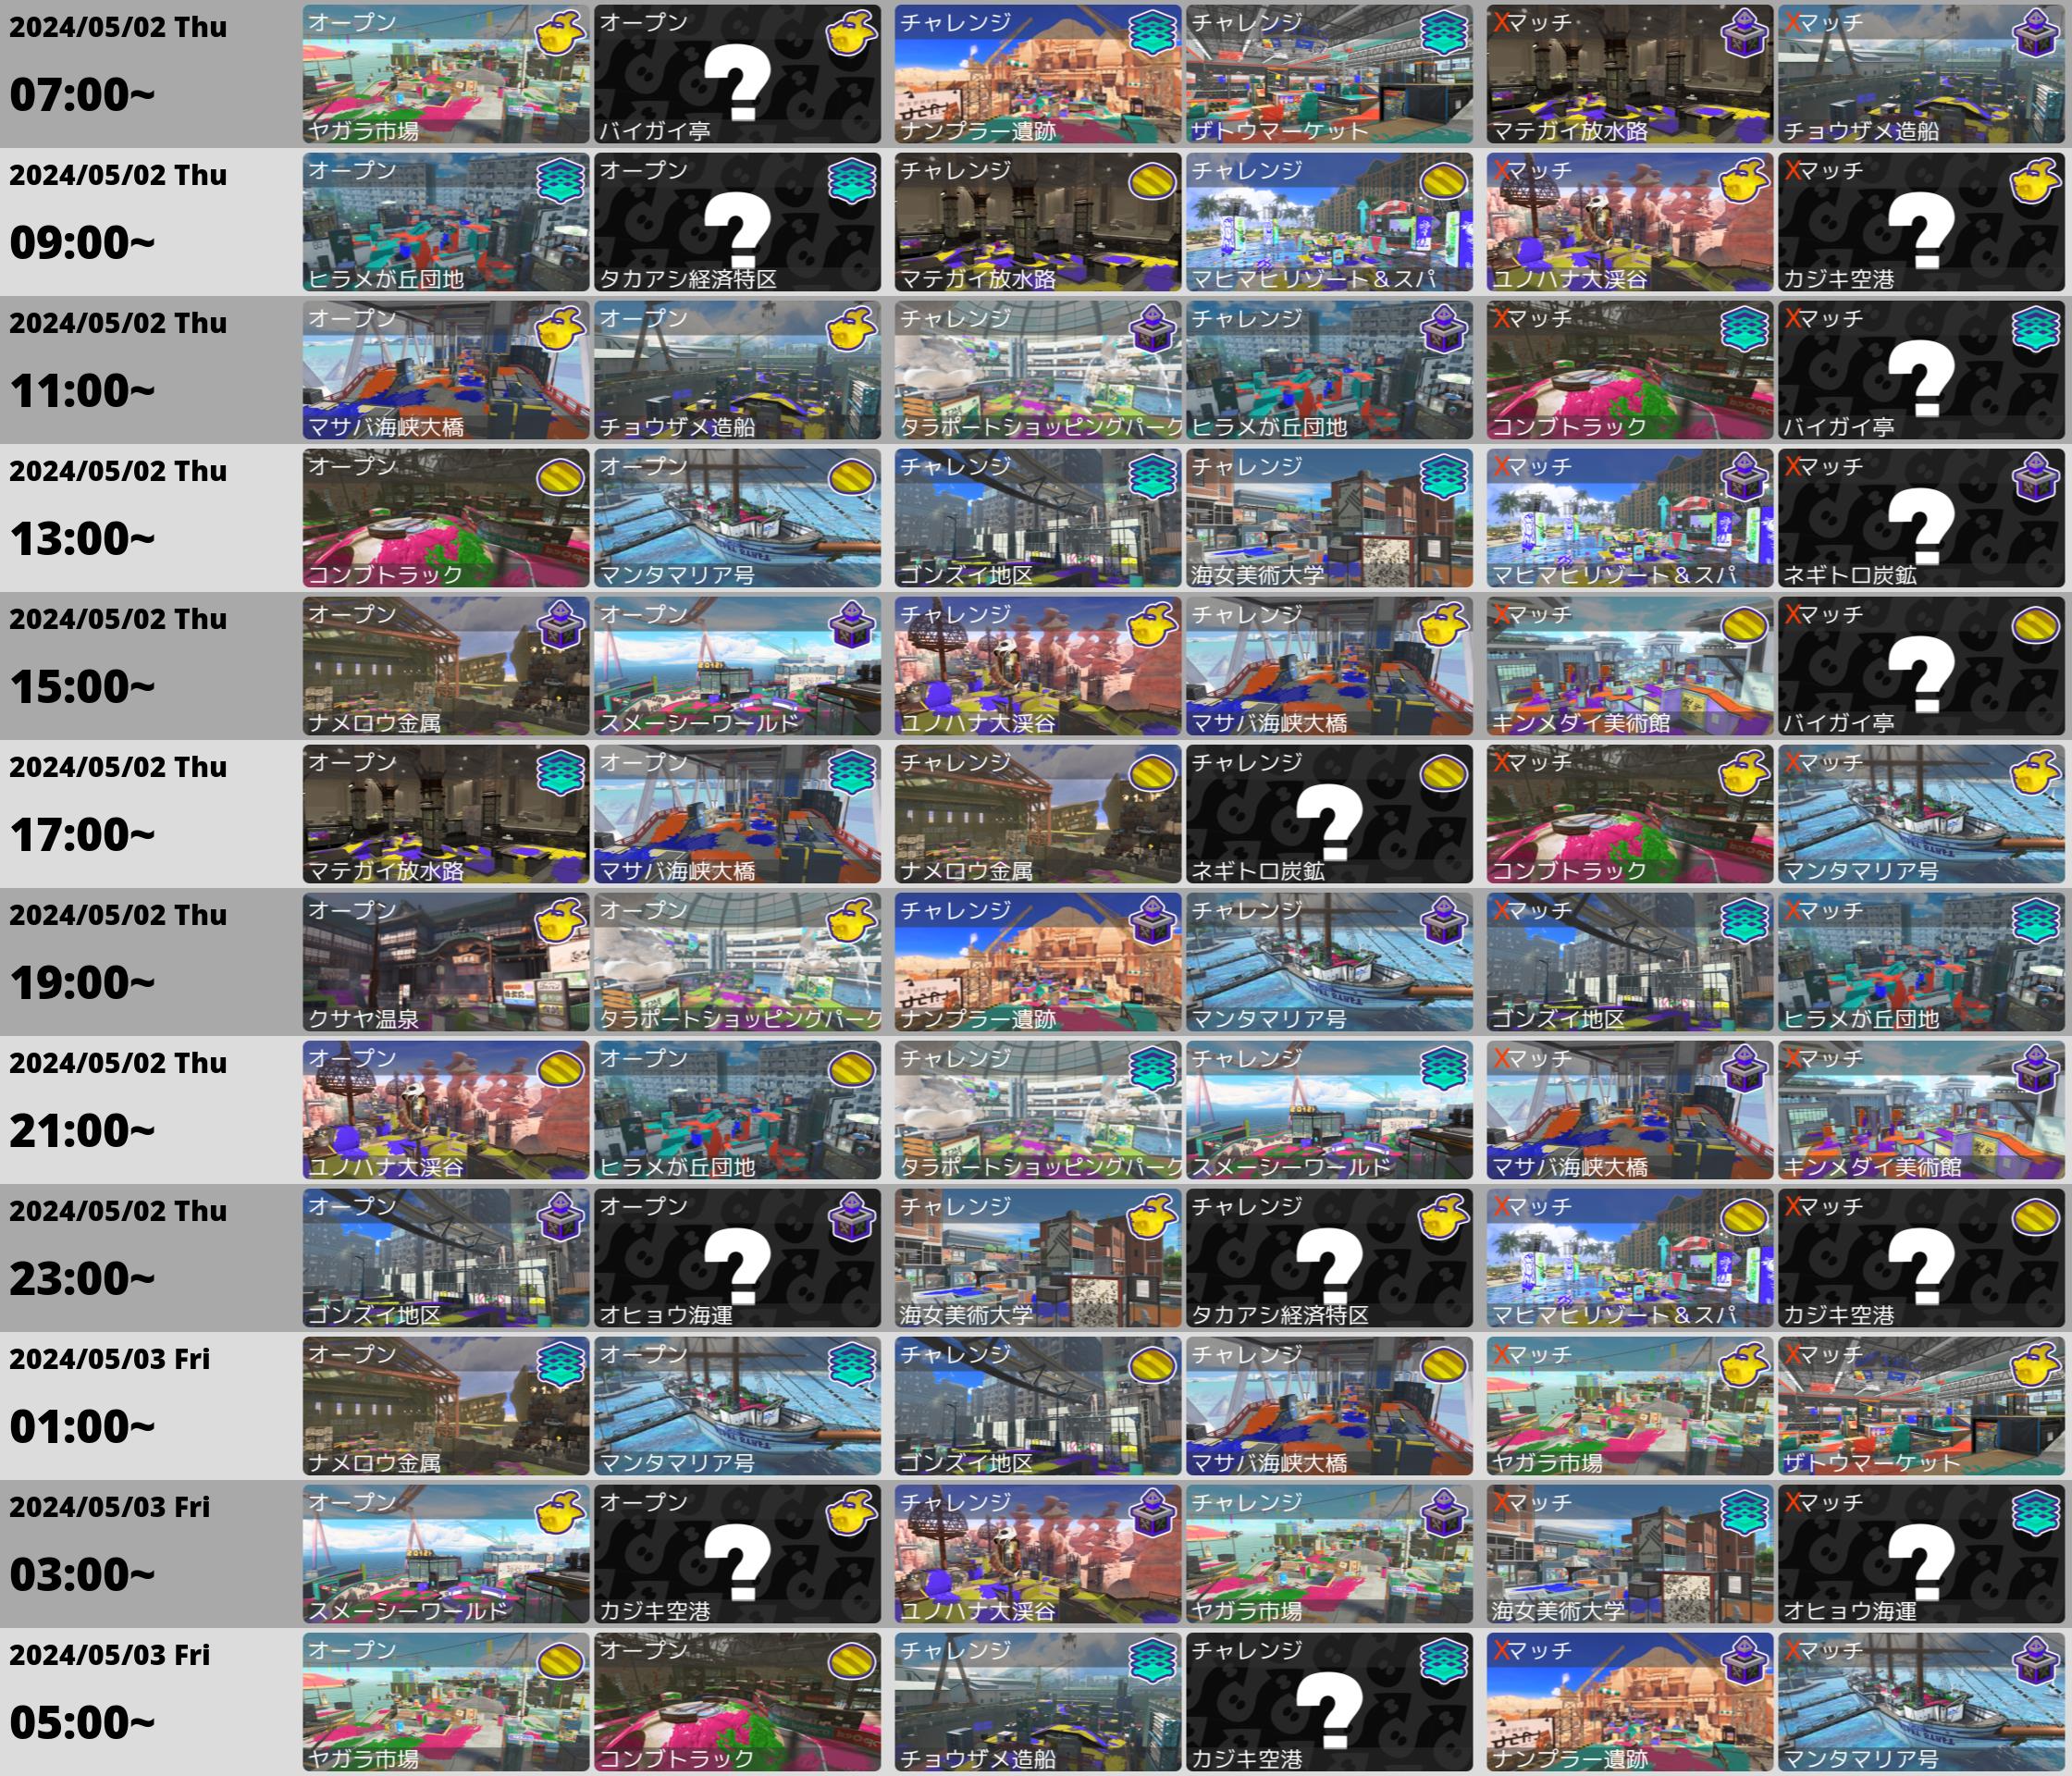 2024/05/02 Thu
07:00~
オープン
ヤガラ市場
オープン
バイガイ亭
チャレンジ
ナンプラー遺跡
チャレンジ
ザトウマーケット
Xマッチ
マテガイ放水路
Xマッチ
チョウザメ造船
2024/05/02 Thu
09:00~
オープン
ヒラメが丘団地
オープン
タカアシ経済特区
チャレンジ
マテガイ放水路
チャレンジ
マヒマヒリゾート&スパ
Xマッチ
ユノハナ大渓谷
Xマッチ
カジキ空港
2024/05/02 Thu
11:00~
オープン
マサバ海峡大橋
オープン
チョウザメ造船
チャレンジ
タラポートショッピングパーク
チャレンジ
ヒラメが丘団地
Xマッチ
コンブトラック
Xマッチ
バイガイ亭
2024/05/02 Thu
13:00~
オープン
コンブトラック
オープン
マンタマリア号
チャレンジ
ゴンズイ地区
チャレンジ
海女美術大学
Xマッチ
マヒマヒリゾート&スパ
Xマッチ
ネギトロ炭鉱
2024/05/02 Thu
15:00~
オープン
ナメロウ金属
オープン
スメーシーワールド
チャレンジ
ユノハナ大渓谷
チャレンジ
マサバ海峡大橋
Xマッチ
キンメダイ美術館
Xマッチ
バイガイ亭
2024/05/02 Thu
17:00~
オープン
マテガイ放水路
オープン
マサバ海峡大橋
チャレンジ
ナメロウ金属
チャレンジ
ネギトロ炭鉱
Xマッチ
コンブトラック
Xマッチ
マンタマリア号
2024/05/02 Thu
19:00~
オープン
クサヤ温泉
オープン
タラポートショッピングパーク
チャレンジ
ナンプラー遺跡
チャレンジ
マンタマリア号
Xマッチ
ゴンズイ地区
Xマッチ
ヒラメが丘団地
2024/05/02 Thu
21:00~
オープン
ユノハナ大渓谷
オープン
ヒラメが丘団地
チャレンジ
タラポートショッピングパーク
チャレンジ
スメーシーワールド
Xマッチ
マサバ海峡大橋
Xマッチ
キンメダイ美術館
2024/05/02 Thu
23:00~
オープン
ゴンズイ地区
オープン
オヒョウ海運
チャレンジ
海女美術大学
チャレンジ
タカアシ経済特区
Xマッチ
マヒマヒリゾート&スパ
Xマッチ
カジキ空港
2024/05/03 Fri
01:00~
オープン
ナメロウ金属
オープン
マンタマリア号
チャレンジ
ゴンズイ地区
チャレンジ
マサバ海峡大橋
Xマッチ
ヤガラ市場
Xマッチ
ザトウマーケット
2024/05/03 Fri
03:00~
オープン
スメーシーワールド
オープン
カジキ空港
チャレンジ
ユノハナ大渓谷
チャレンジ
ヤガラ市場
Xマッチ
海女美術大学
Xマッチ
オヒョウ海運
2024/05/03 Fri
05:00~
オープン
ヤガラ市場
オープン
コンブトラック
チャレンジ
チョウザメ造船
チャレンジ
カジキ空港
Xマッチ
ナンプラー遺跡
Xマッチ
マンタマリア号